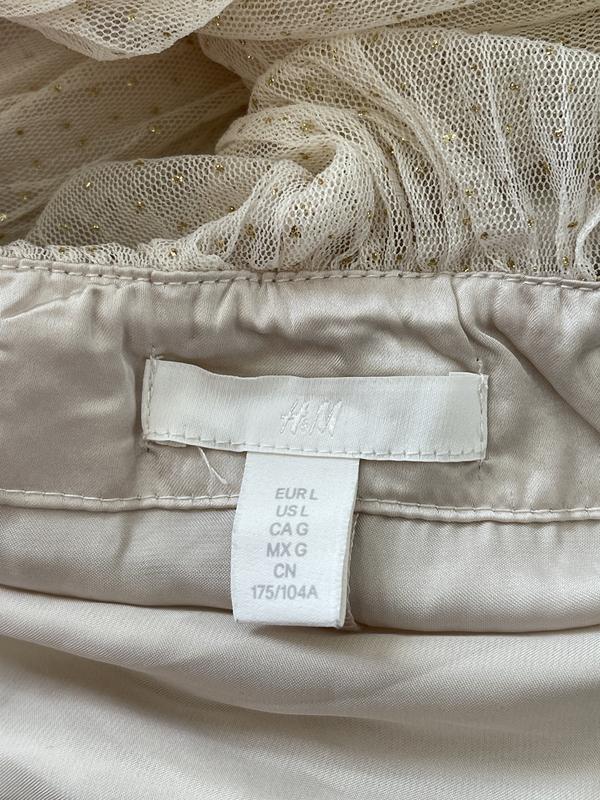 H&M
EUR L
US L
CA G
MX G
CN
175/104A